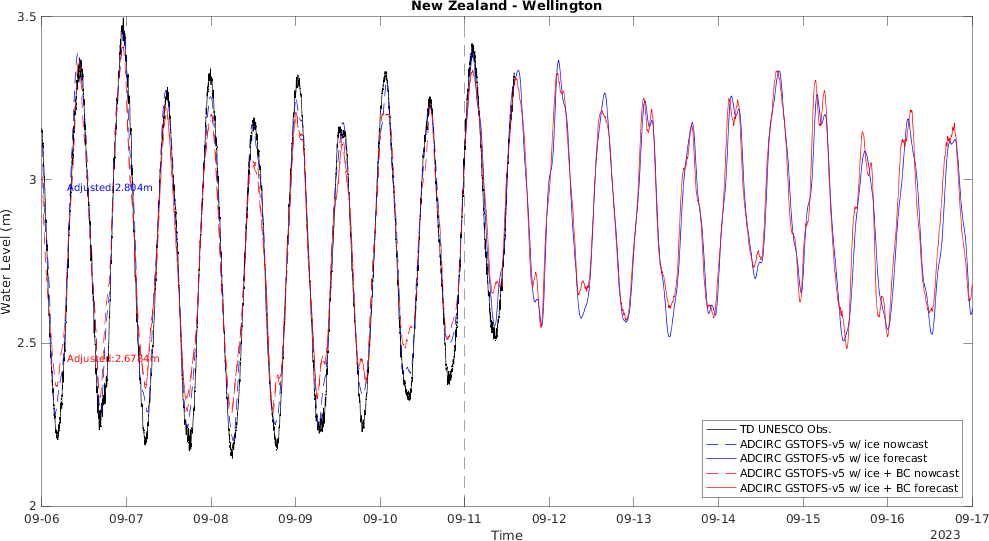 New Zealand - Wellington
3.5
3
2.5
2
Water Level (m)
Adjusted:2.804m
Adjusted:2.6784m
TD UNESCO Obs.
ADCIRC GSTOFS-v5 w/ ice nowcast
ADCIRC GSTOFS-v5 w/ ice forecast
ADCIRC GSTOFS-v5 w/ ice + BC nowcast
ADCIRC GSTOFS-v5 w/ ice + BC forecast
09-06 09-07 09-08 09-09 09-10 09-11 09-12 09-13 09-14 09-15 09-16 09-17
Time
2023